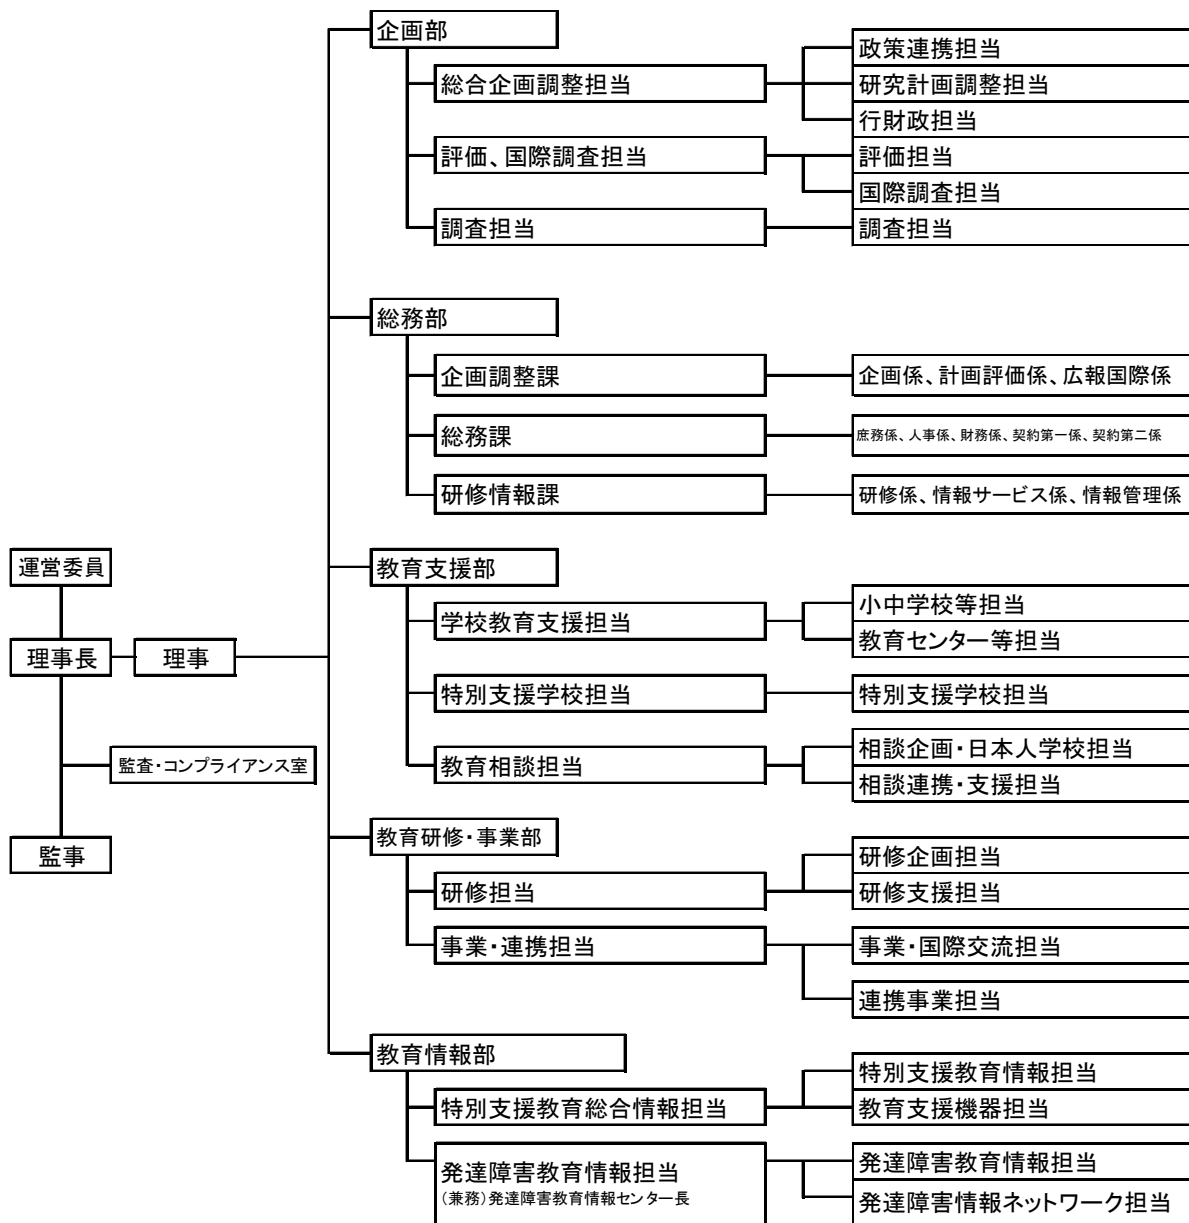 企画部
総合企画調整担当
政策連携担当
研究計画調整担当
行財政担当
評価、国際調査担当
評価担当
国際調査担当
調査担当
調査担当
総務部
企画調整課
企画係、計画評価係、広報国際係
総務課
庶務係、人事係、財務係、契約第一係、契約第二係
研修情報課
研修係、情報サービス係、情報管理係
運営委員
理事長
理事
監査・コンプライアンス室
監事
教育支援部
学校教育支援担当
小中学校等担当
教育センター等担当
特別支援学校担当
特別支援学校担当
教育相談担当
相談企画・日本人学校担当
相談連携・支援担当
教育研修・事業部
研修担当
研修企画担当
研修支援担当
事業・連携担当
事業・国際交流担当
連携事業担当
教育情報部
特別支援教育総合情報担当
特別支援教育情報担当
教育支援機器担当
発達障害教育情報担当
（兼務）発達障害教育情報センター長
発達障害教育情報担当
発達障害情報ネットワーク担当